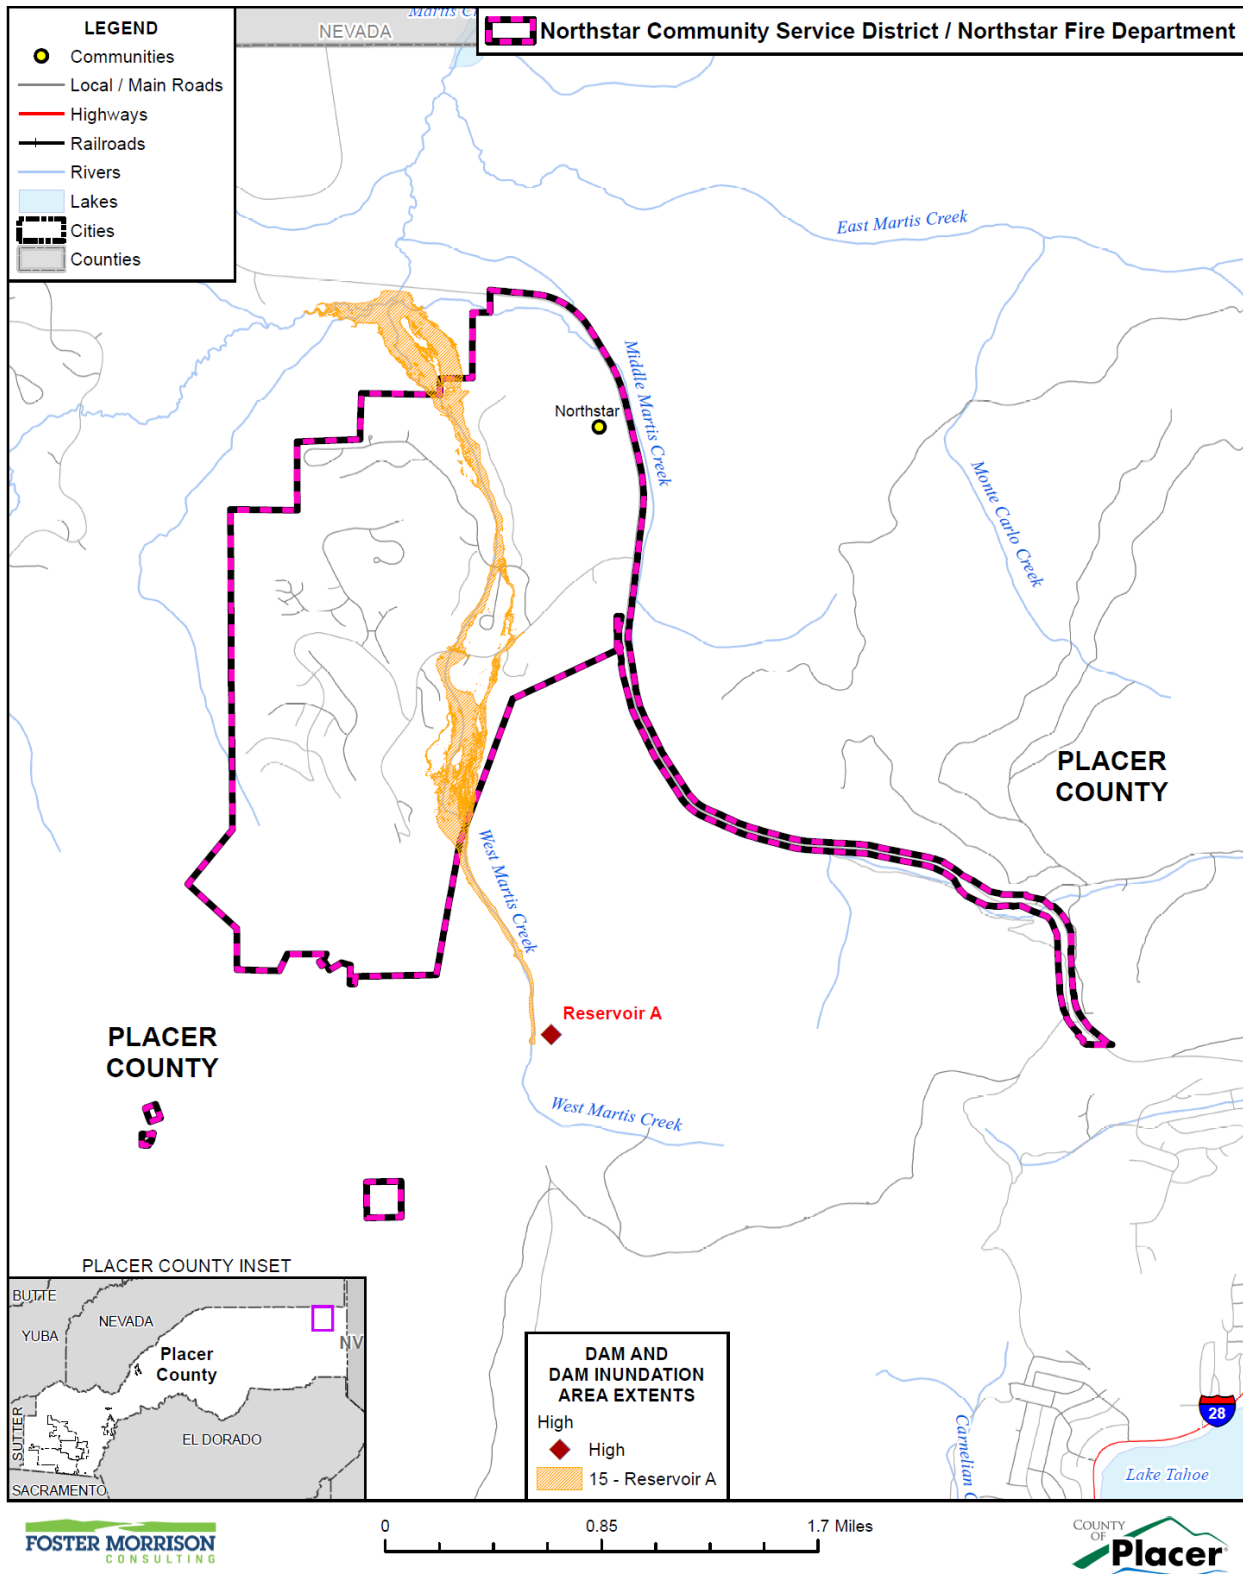 Martis C
NEVADA
Northstar Community Service District / Northstar Fire Department
LEGEND
Communities
Local / Main Roads
Highways
Railroads
Rivers
Lakes
Cities
Counties
East Martis Creek
Middle Martis Creek
Northstar
Monte Carlo Creek
PLACER
COUNTY
West Martis Creek
Reservoir A
PLACER
COUNTY
West Martis Creek
PLACER COUNTY INSET
BUTTE
YUBA
NEVADA
NV
Placer
County
SUTTER
EL DORADO
SACRAMENTO
DAM AND
DAM INUNDATION
AREA EXTENTS
High
High
15 - Reservoir A
Carnelian C
28
Lake Tahoe
FOSTER MORRISON
CONSULTING
0 0.85 1.7 Miles
COUNTY
OF
Placer